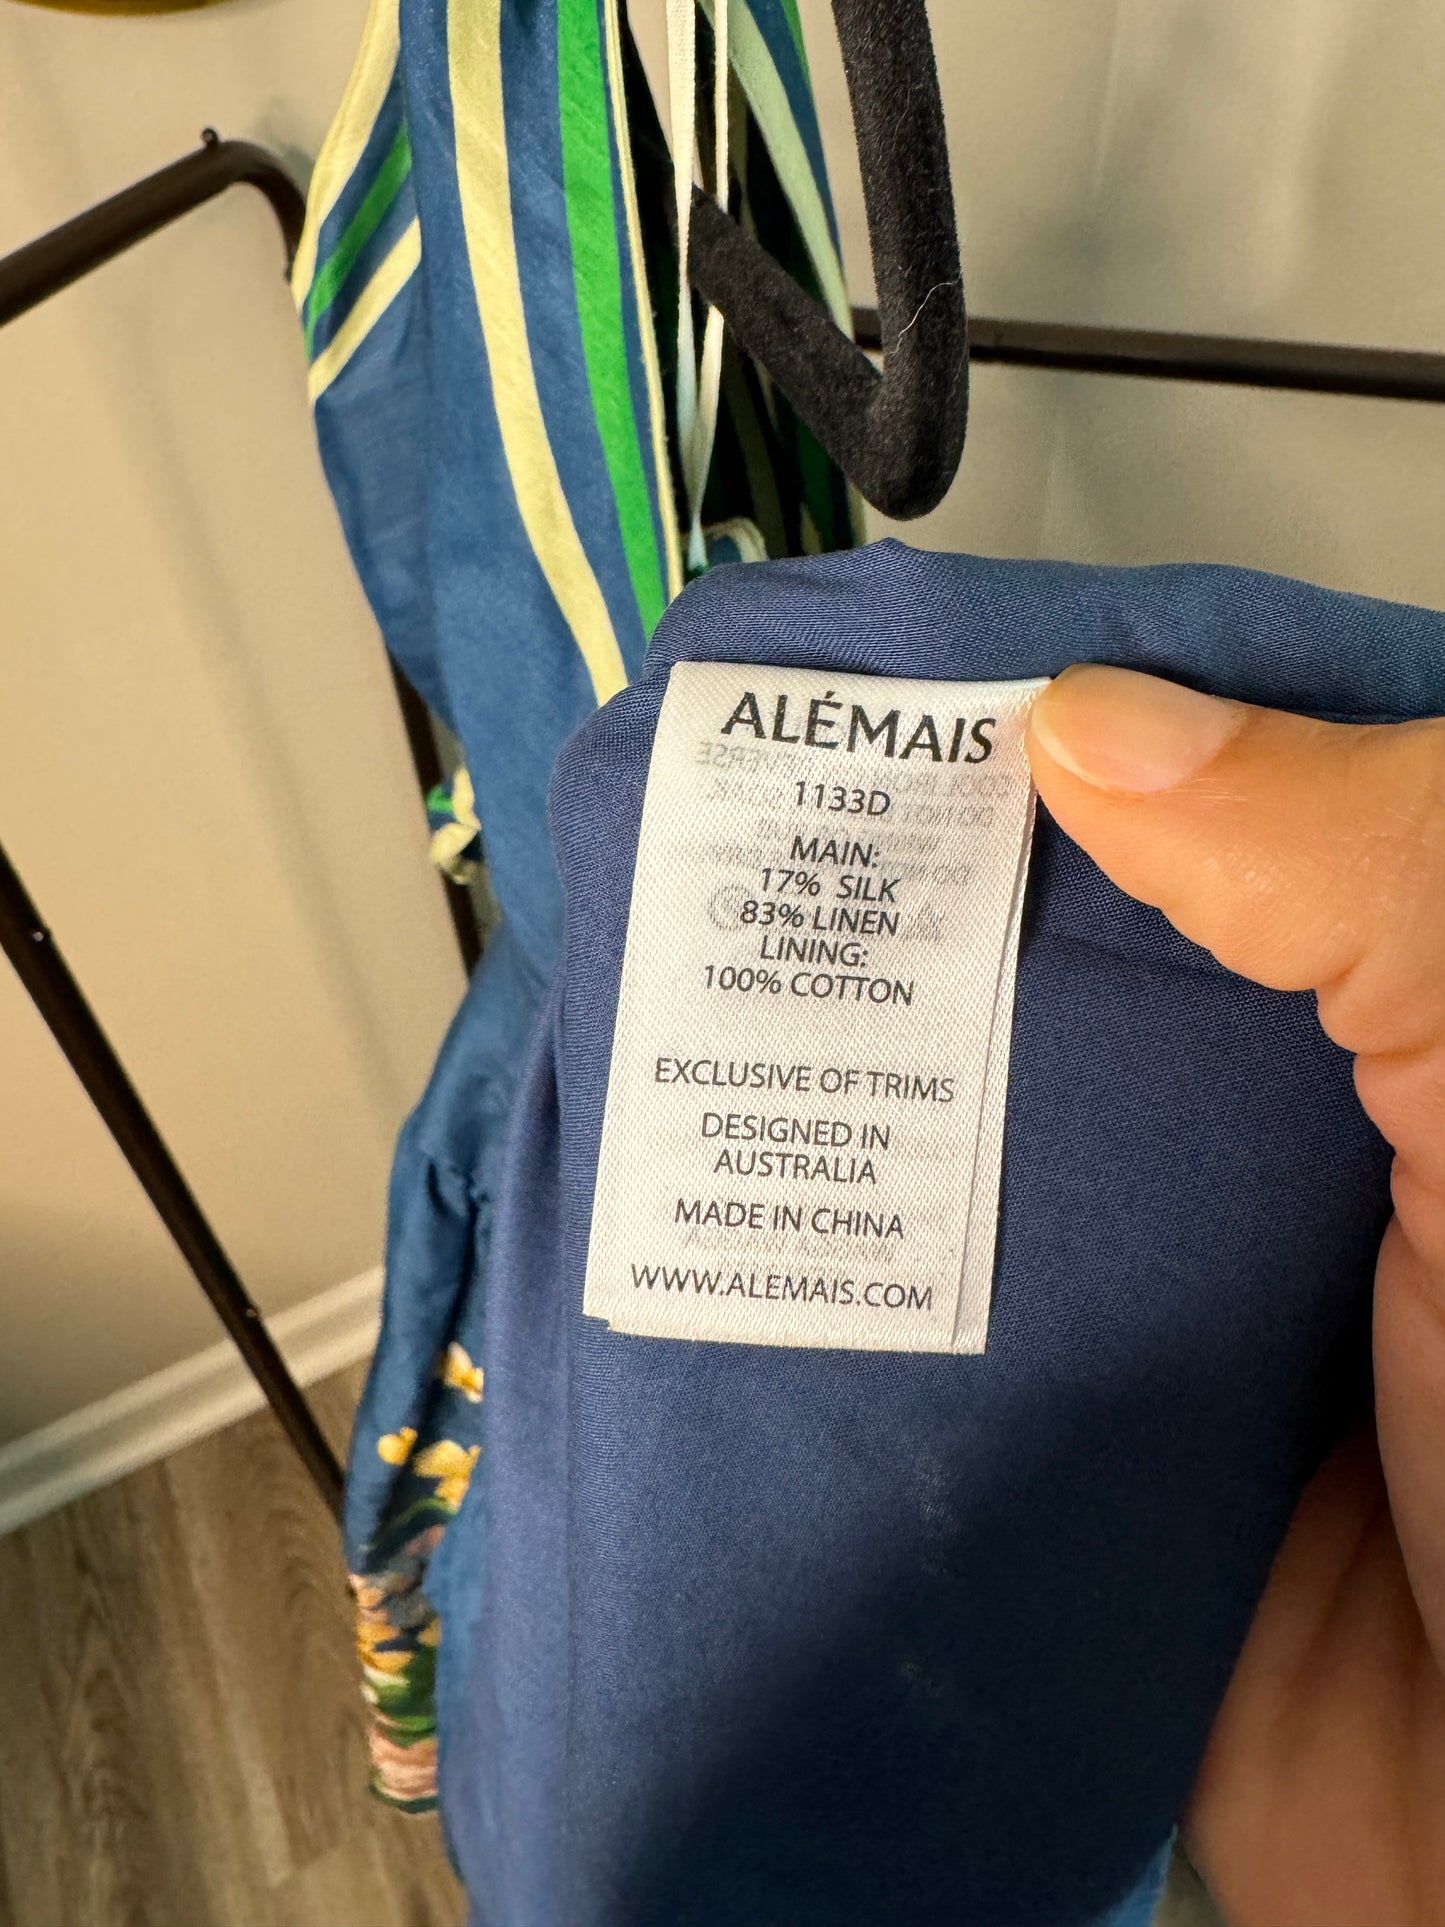 ALÉMAIS
1133D
MAIN:
17% SILK
83% LINEN
LINING:
100% COTTON
EXCLUSIVE OF TRIMS
DESIGNED IN
AUSTRALIA
MADE IN CHINA
WWW.ALEMAIS.COM